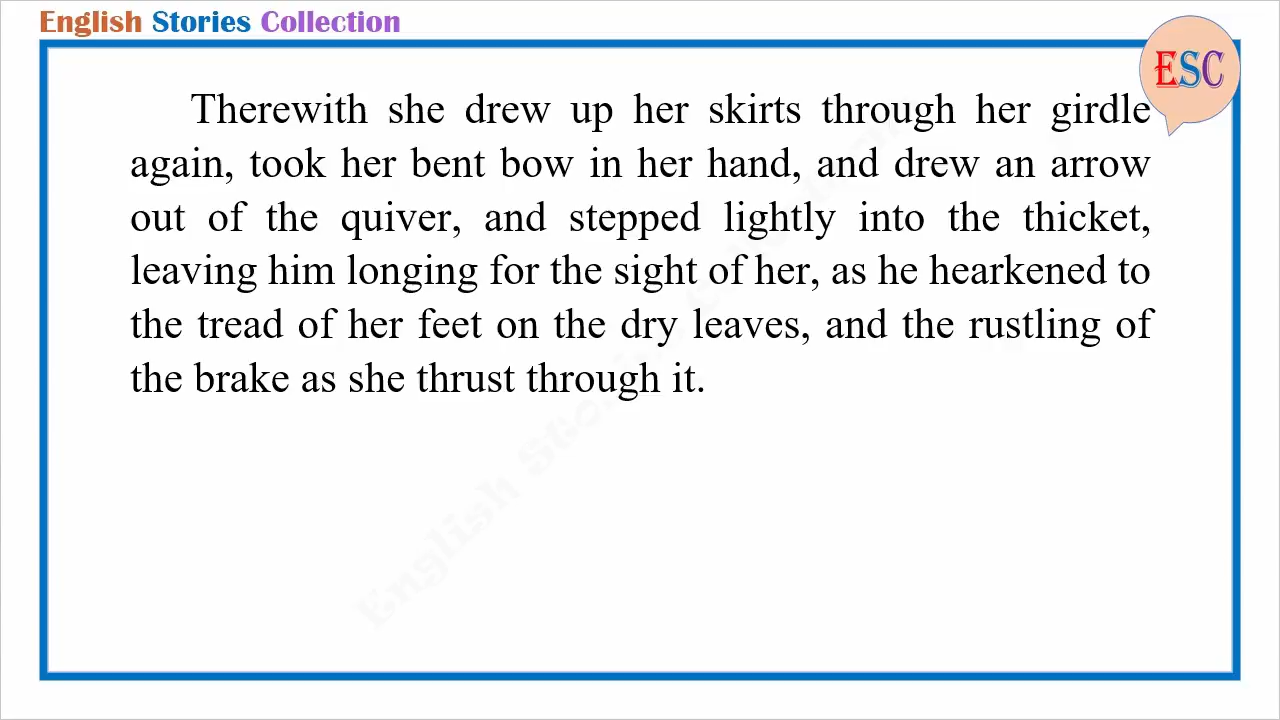 English Stories Collection
ESC
Therewith she drew up her skirts through her girdle
again, took her bent bow in her hand, and drew an arrow
out of the quiver, and stepped lightly into the thicket,
leaving him longing for the sight of her, as he hearkened to
the tread of her feet on the dry leaves, and the rustling of
the brake as she thrust through it.
English Stories